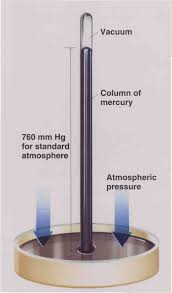 Vacuum
Column of
mercury
760 mm Hg
for standard
atmosphere
Atmospheric
pressure